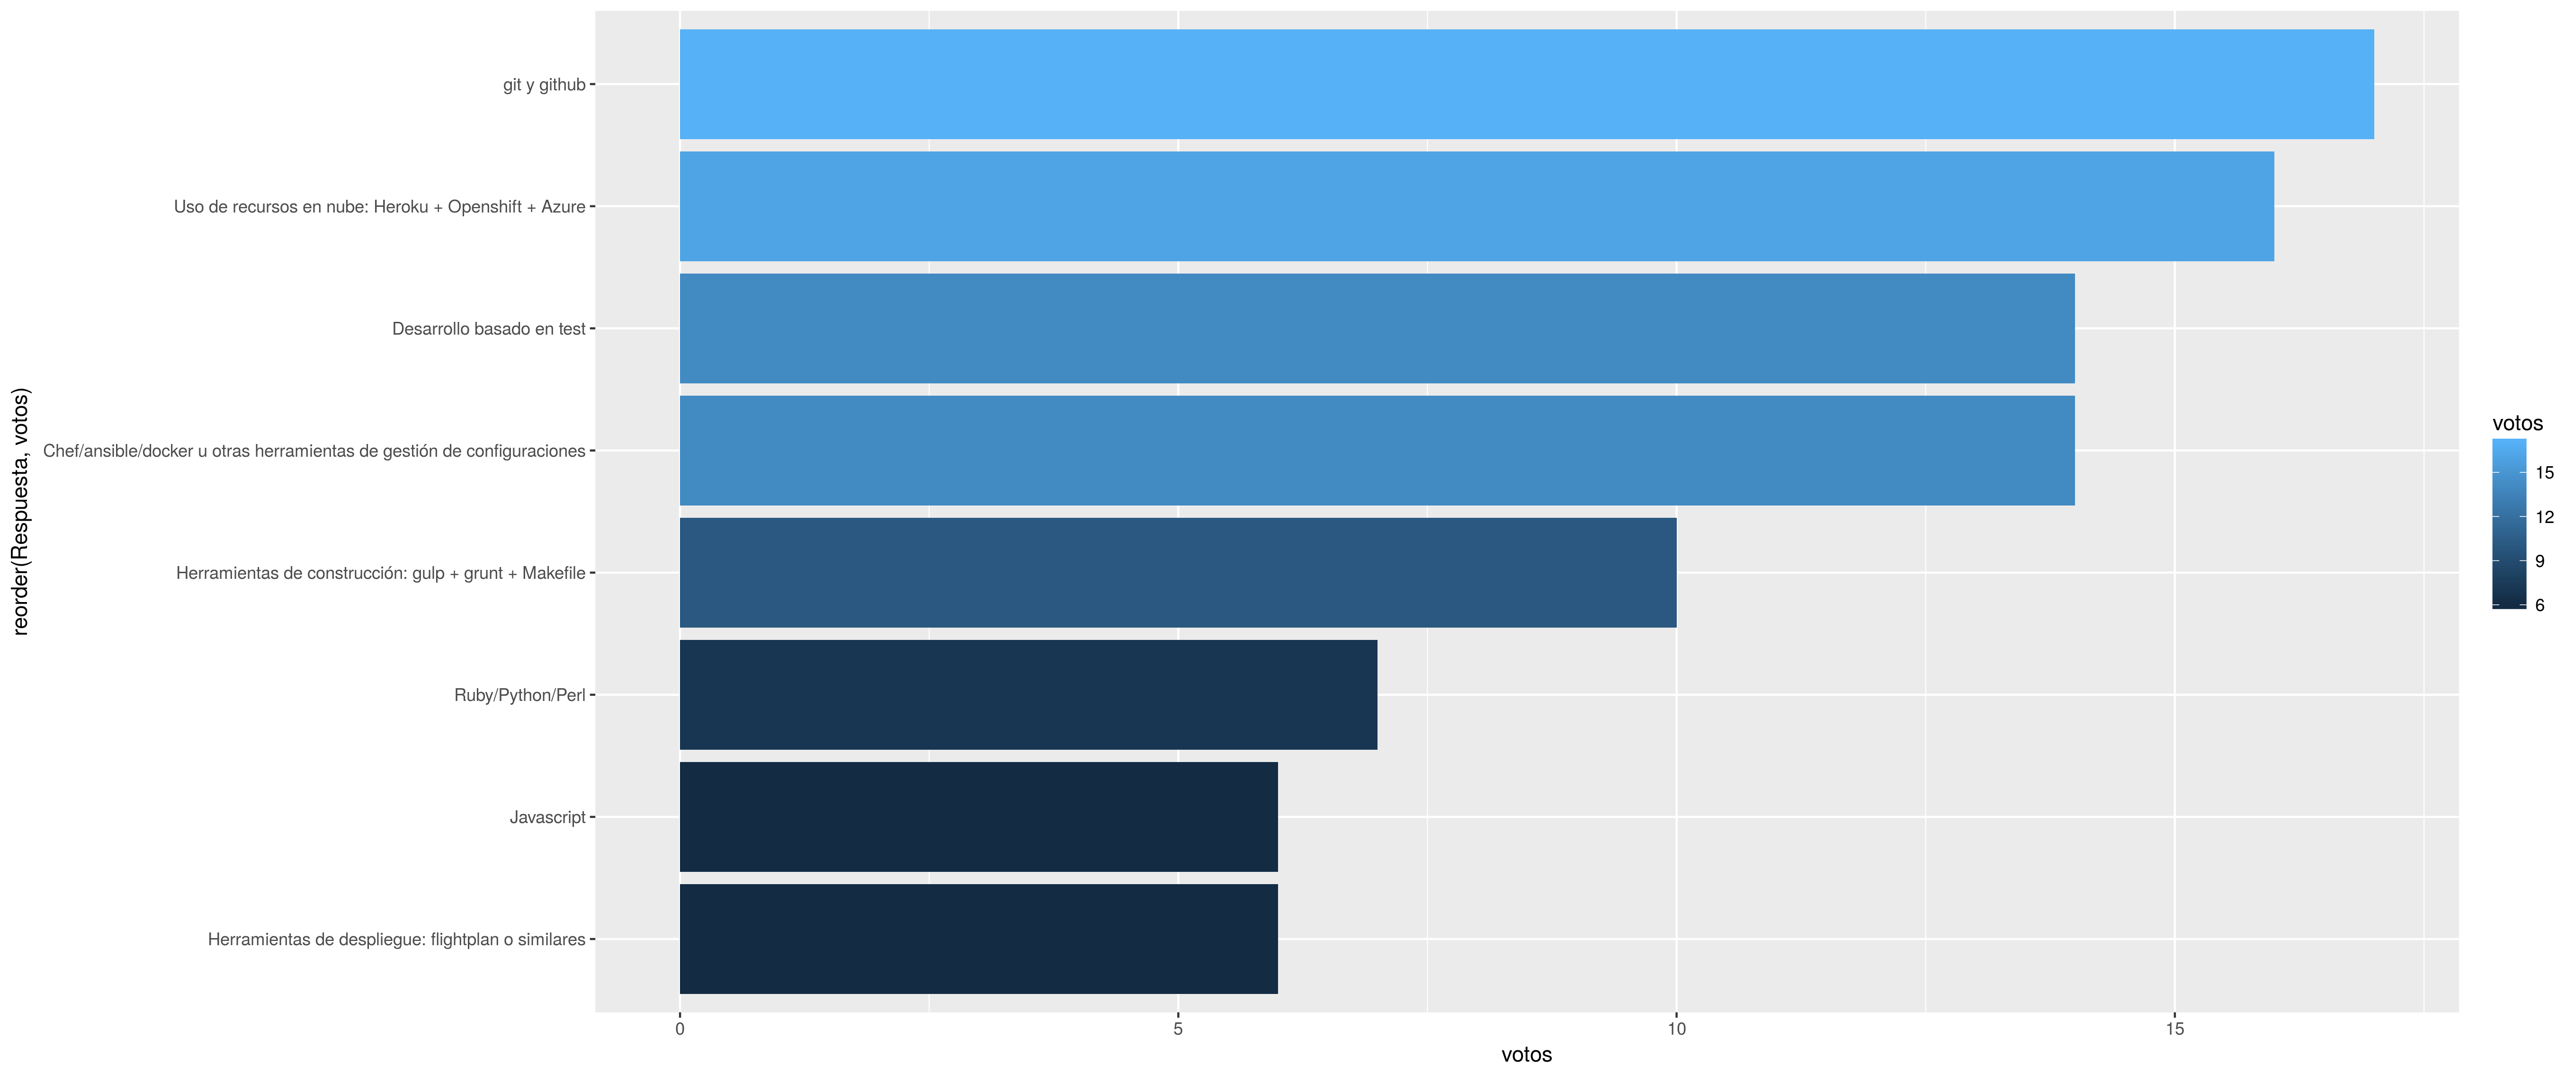 reorder(Respuesta, votos)
git y github
Uso de recursos en nube: Heroku + Openshift + Azure
Desarrollo basado en test
Chef/ansible/docker u otras herramientas de gestión de configuraciones
Herramientas de construcción: gulp + grunt + Makefile
Ruby/Python/Perl
Javascript
Herramientas de despliegue: flightplan o similares
0
5
10
15
votos
votos
15
12
9
6